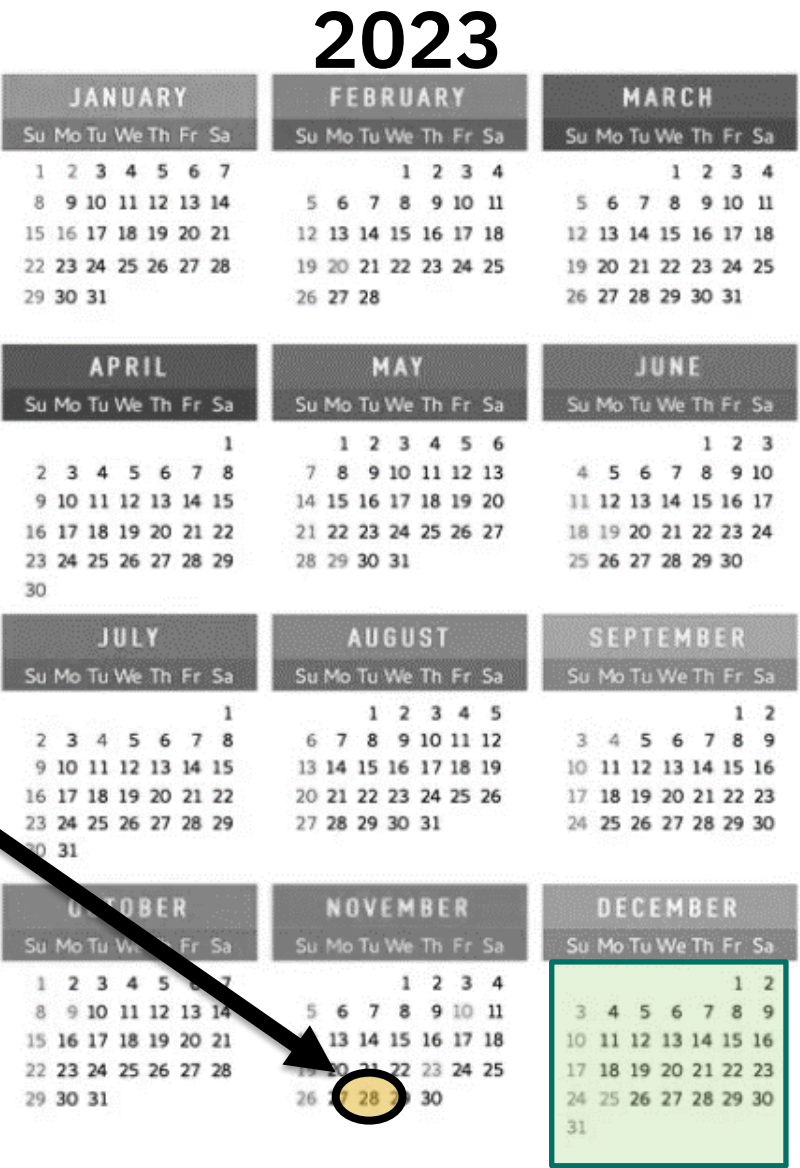 2023
JANUARY FEBRUARY MARCH
Su Mo Tu We Th Fr Sa Su Mo Tu We Th Fr Sa Su Mo Tu We Th Fr Sa
1 2 3 4 5 6 7 1 2 3 4 1 2 3 4
8 9 10 11 12 13 14 5 6 7 8 9 10 11 5 6 7 8 9 10 11
15 16 17 18 19 20 21 12 13 14 15 16 17 18 12 13 14 15 16 17 18
22 23 24 25 26 27 28 19 20 21 22 23 24 25 19 20 21 22 23 24 25
29 30 31 26 27 28 26 27 28 29 30 31
APRIL MAY JUNE
Su Mo Tu We Th Fr Sa Su Mo Tu We Th Fr Sa Su Mo Tu We Th Fr Sa
1 1 2 3 4 5 6 1 2 3
2 3 4 5 6 7 8 7 8 9 10 11 12 13 4 5 6 7 8 9 10
9 10 11 12 13 14 15 14 15 16 17 18 19 20 11 12 13 14 15 16 17
16 17 18 19 20 21 22 21 22 23 24 25 26 27 18 19 20 21 22 23 24
23 24 25 26 27 28 29 28 29 30 31 25 26 27 28 29 30
30
JULY AUGUST SEPTEMBER
Su Mo Tu We Th Fr Sa Su Mo Tu We Th Fr Sa Su Mo Tu We Th Fr Sa
1 1 2 3 4 5 1 2
2 3 4 5 6 7 8 6 7 8 9 10 11 12 3 4 5 6 7 8 9
9 10 11 12 13 14 15 13 14 15 16 17 18 19 10 11 12 13 14 15 16
16 17 18 19 20 21 22 20 21 22 23 24 25 26 17 18 19 20 21 22 23
23 24 25 26 27 28 29 27 28 29 30 31 24 25 26 27 28 29 30
30 31
OCTOBER NOVEMBER DECEMBER
Su Mo Tu We Th Fr Sa Su Mo Tu We Th Fr Sa Su Mo Tu We Th Fr Sa
1 2 3 4 5 6 7 1 2 3 4 1 2
8 9 10 11 12 13 14 5 6 7 8 9 10 11 3 4 5 6 7 8 9
15 16 17 18 19 20 21 13 14 15 16 17 18 10 11 12 13 14 15 16
22 23 24 25 26 27 28 19 20 21 22 23 24 25 17 18 19 20 21 22 23
29 30 31 26 27 28 29 30 24 25 26 27 28 29 30
31